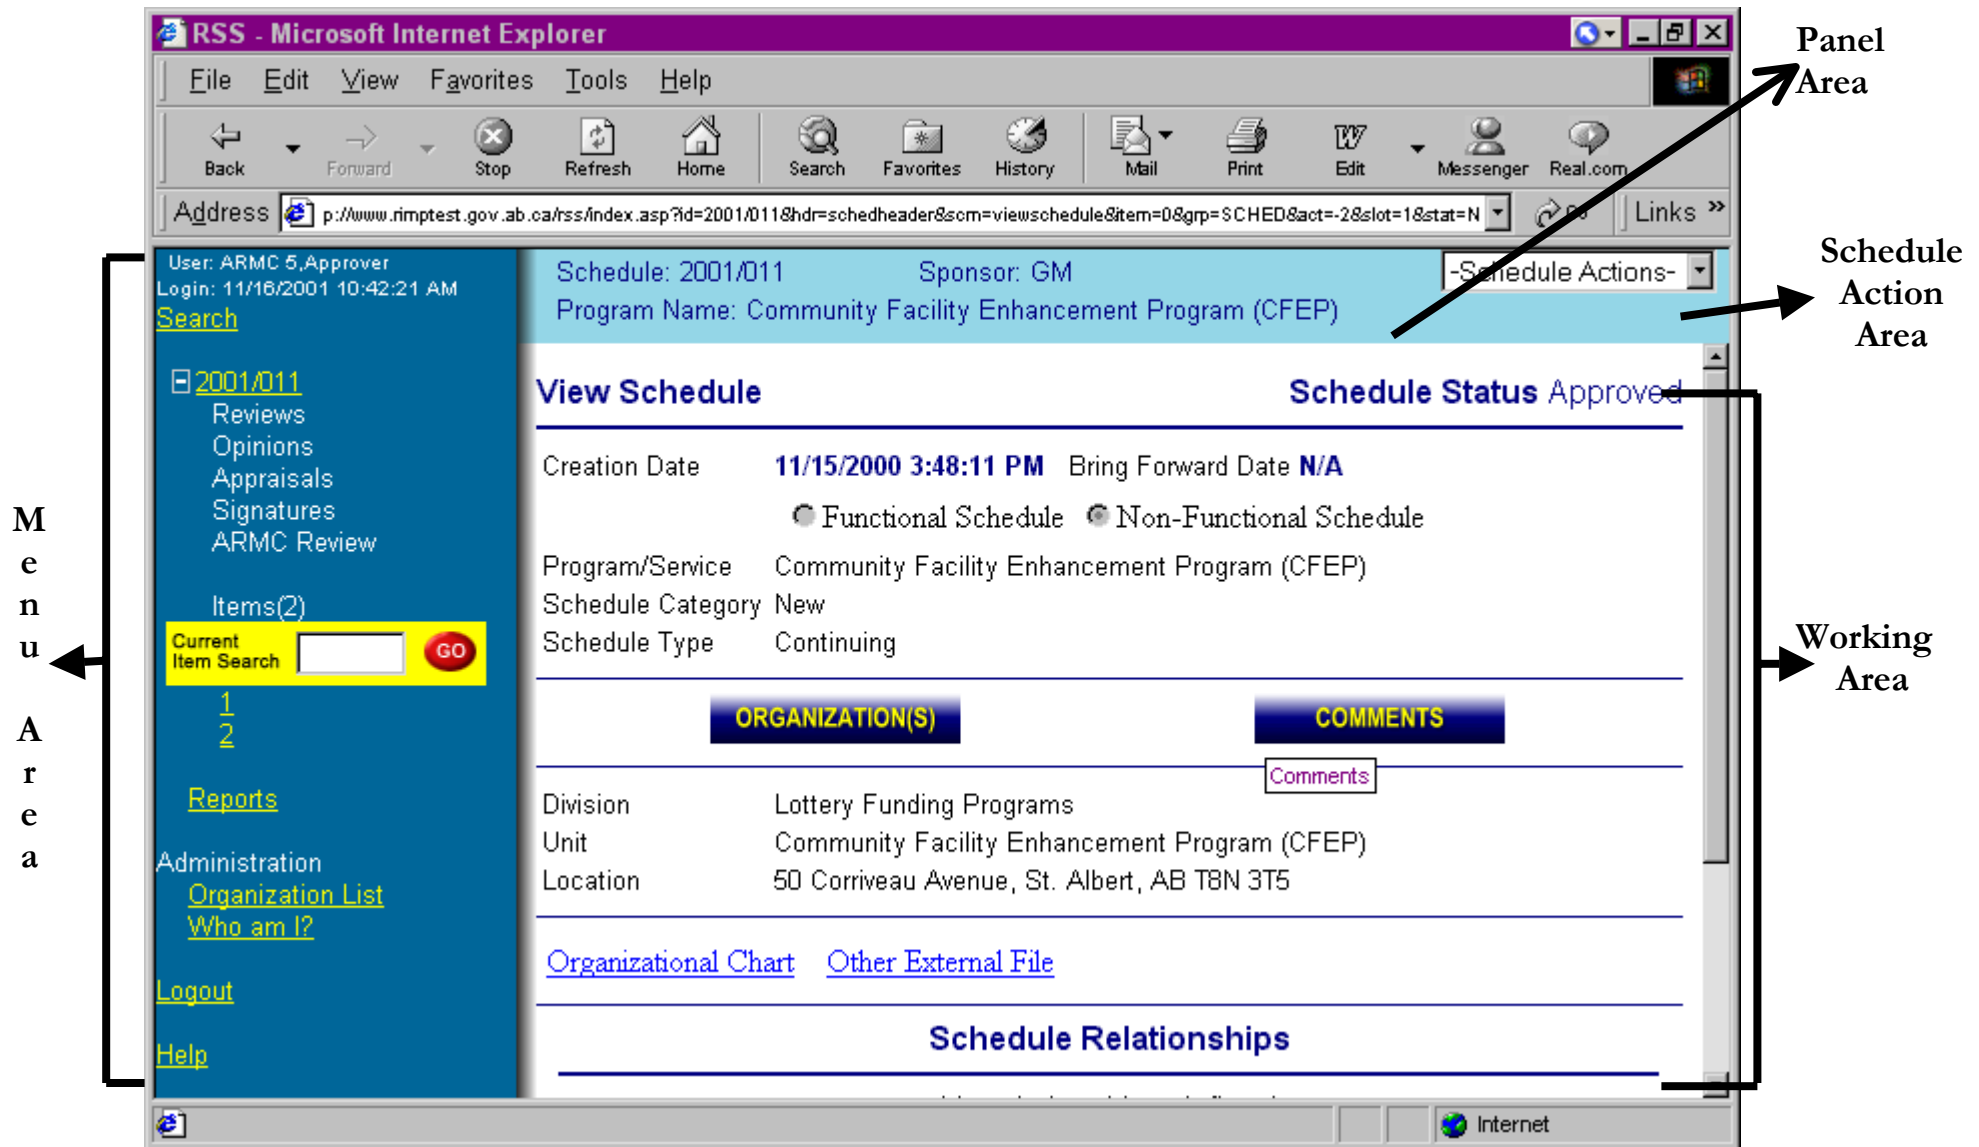 RSS - Microsoft Internet Explorer
File Edit View Favorites Tools Help
Back Forward Stop Refresh Home Search Favorites History Mail Print Edit Messenger Real.com
Address p://www.rimptest.gov.ab.ca/rss/index.asp?id=2001/011&hdr=schedheader&scrn=viewschedule&item=0&grp=SCHED&act=-2&slot=1&stat=N Links »
Panel
Area
User: ARMC 5,Approver
Login: 11/16/2001 10:42:21 AM
Search
2001/011
Reviews
Opinions
Appraisals
Signatures
ARMC Review
Items(2)
Current
Item Search GO
1
2
Reports
Administration
Organization List
Who am I?
Logout
Help
Menu Area
Schedule: 2001/011 Sponsor: GM
-Schedule Actions-
Program Name: Community Facility Enhancement Program (CFEP)
Schedule
Action
Area
View Schedule Schedule Status Approved
Creation Date 11/15/2000 3:48:11 PM Bring Forward Date N/A
Functional Schedule Non-Functional Schedule
Program/Service Community Facility Enhancement Program (CFEP)
Schedule Category New
Schedule Type Continuing
ORGANIZATION(S) COMMENTS
Comments
Division Lottery Funding Programs
Unit Community Facility Enhancement Program (CFEP)
Location 50 Corriveau Avenue, St. Albert, AB T8N 3T5
Organizational Chart Other External File
Schedule Relationships
Working
Area
Internet